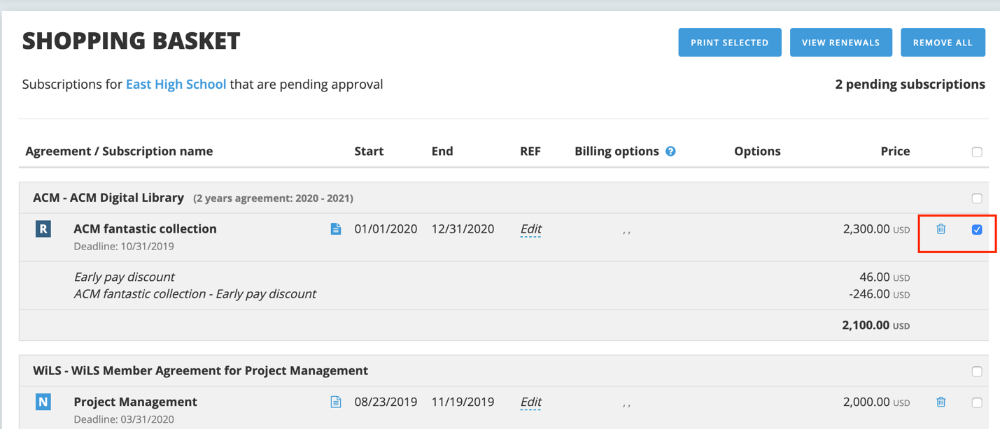 SHOPPING BASKET
PRINT SELECTED
VIEW RENEWALS
REMOVE ALL
Subscriptions for East High School that are pending approval
2 pending subscriptions
Agreement / Subscription name Start End REF Billing options ? Options Price
ACM - ACM Digital Library (2 years agreement: 2020 - 2021)
R ACM fantastic collection 01/01/2020 12/31/2020 Edit , , 2,300.00 USD
Deadline: 10/31/2019
Early pay discount 46.00 USD
ACM fantastic collection - Early pay discount -246.00 USD
2,100.00 USD
WiLS - WiLS Member Agreement for Project Management
N Project Management 08/23/2019 11/19/2019 Edit , , 2,000.00 USD
Deadline: 03/31/2020